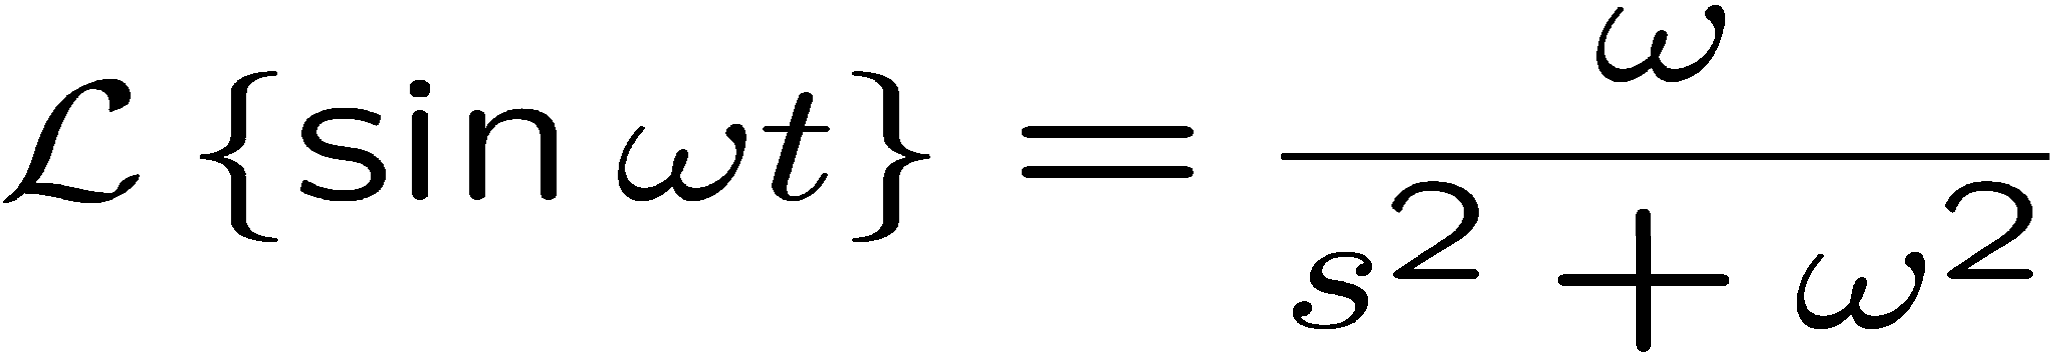 ℒ {sin ωt} = ω / (s² + ω²)